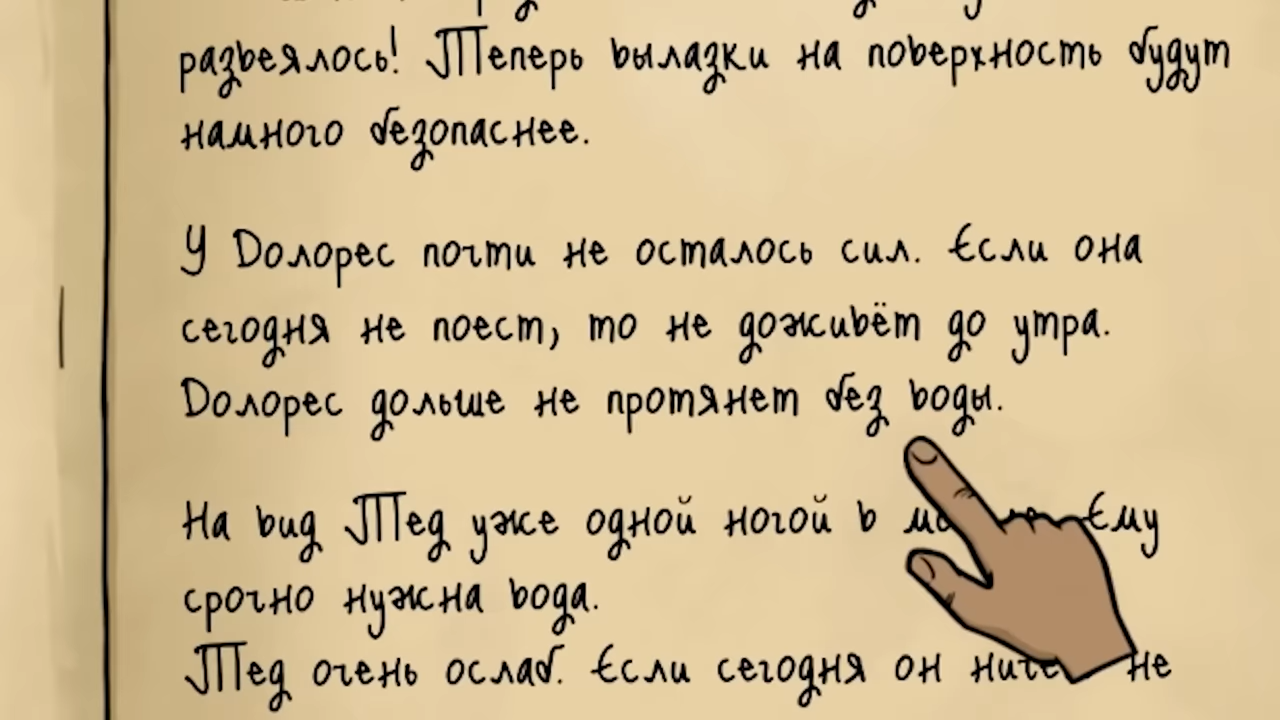 развеялось! Теперь вылазки на поверхность будут
намного безопаснее.
У Долорес почти не осталось сил. Если она
сегодня не поест, то не доживёт до утра.
Долорес дольше не протянет без воды.
На вид Тед уже одной ногой в Ему
срочно нужна вода.
Тед очень ослаб. Если сегодня он не